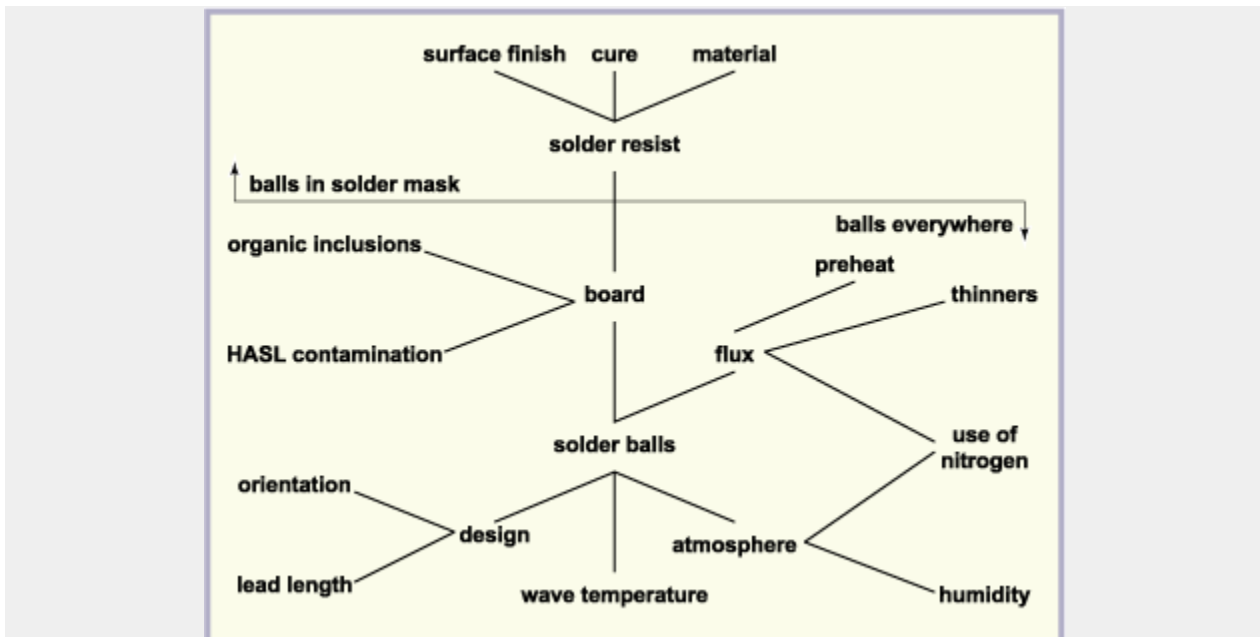 surface finish cure material
solder resist
balls in solder mask
balls everywhere
organic inclusions
preheat
board
thinners
HASL contamination
flux
solder balls
use of
nitrogen
orientation
design
atmosphere
lead length
wave temperature
humidity